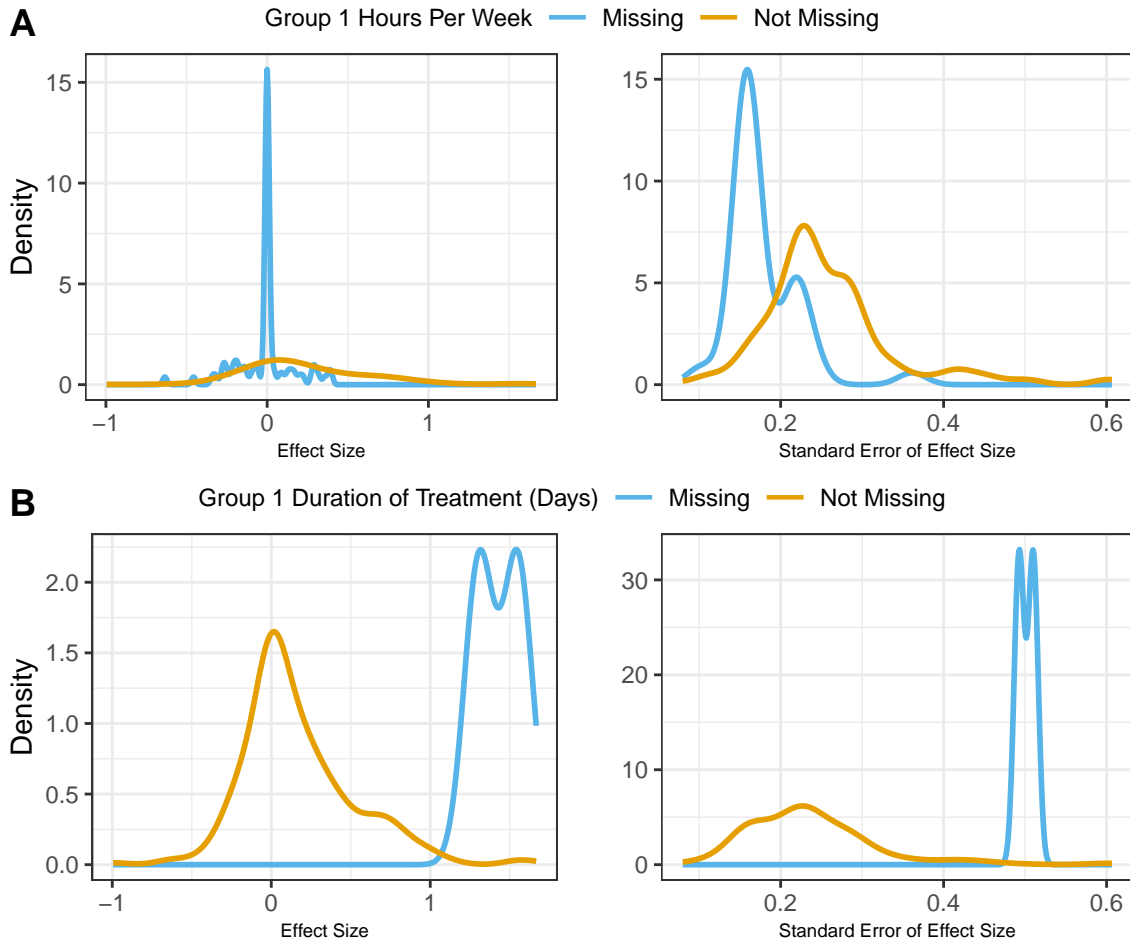 A
Group 1 Hours Per Week Missing Not Missing
Density
15
10
5
0
−1 0 1
Effect Size
15
10
5
0
0.2 0.4 0.6
Standard Error of Effect Size
B
Group 1 Duration of Treatment (Days) Missing Not Missing
Density
2.0
1.5
1.0
0.5
0.0
−1 0 1
Effect Size
30
20
10
0
0.2 0.4 0.6
Standard Error of Effect Size